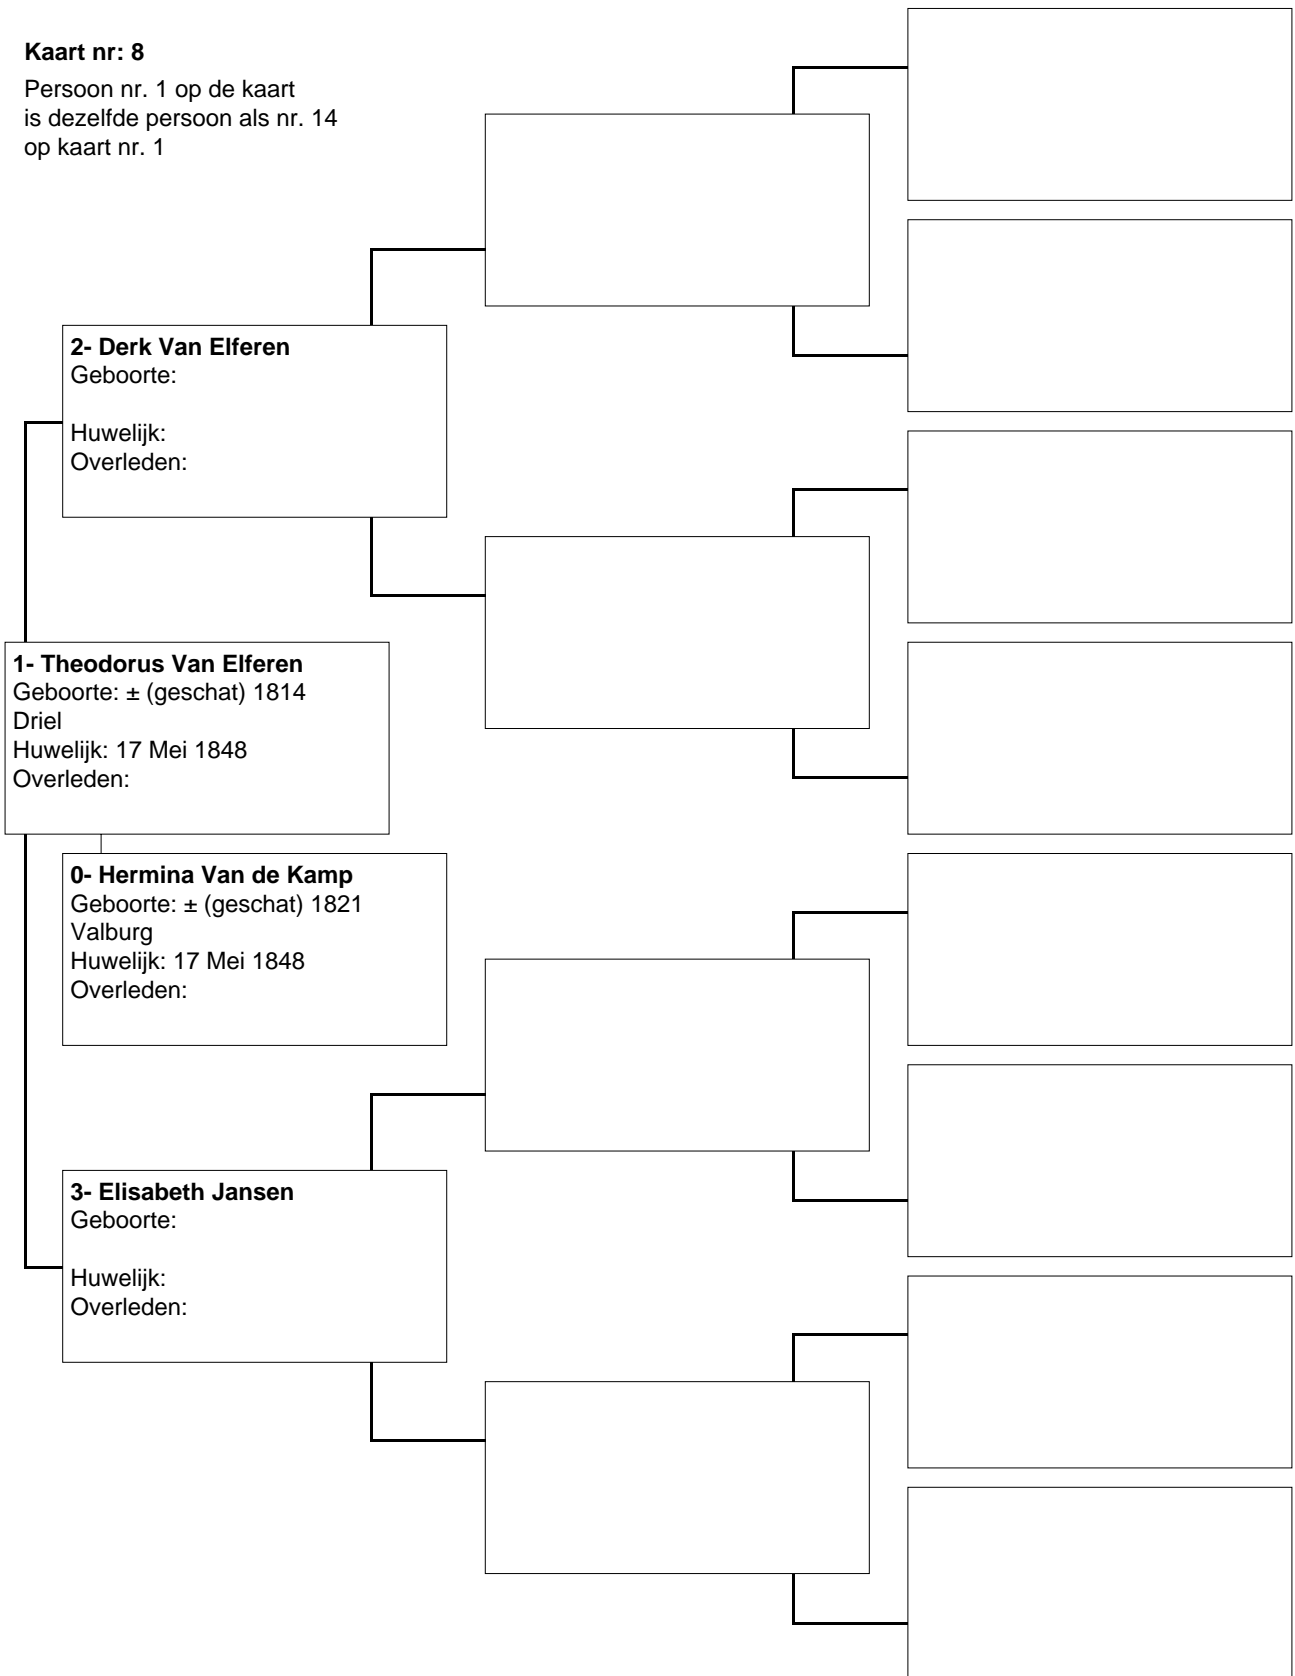 Kaart nr: 8
Persoon nr. 1 op de kaart
is dezelfde persoon als nr. 14
op kaart nr. 1
2- Derk Van Elferen
Geboorte:
Huwelijk:
Overleden:
1- Theodorus Van Elferen
Geboorte: ± (geschat) 1814
Driel
Huwelijk: 17 Mei 1848
Overleden:
0- Hermina Van de Kamp
Geboorte: ± (geschat) 1821
Valburg
Huwelijk: 17 Mei 1848
Overleden:
3- Elisabeth Jansen
Geboorte:
Huwelijk:
Overleden: